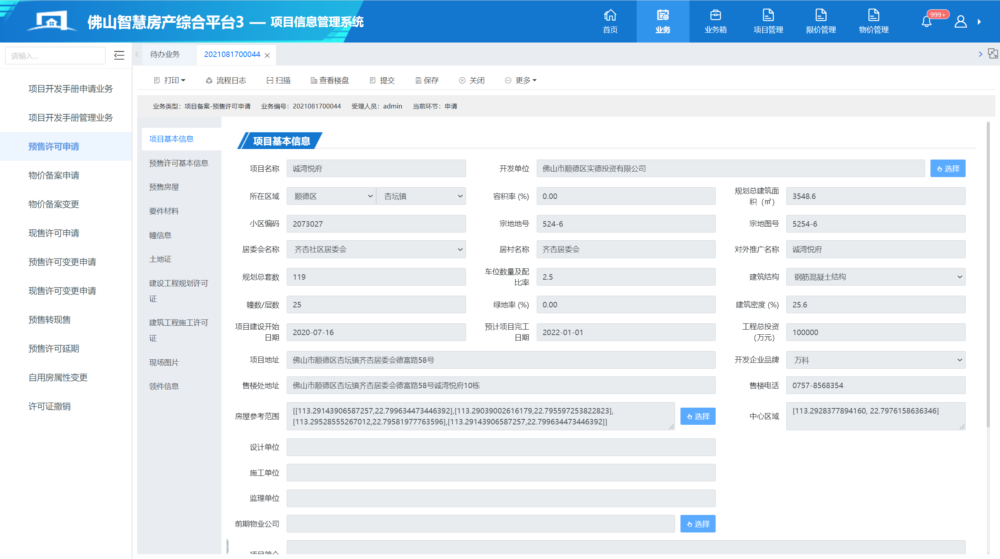 佛山智慧房产综合平台3 — 项目信息管理系统
首页
业务
业务箱
项目管理
限价管理
物价管理
999+
请输入...
待办业务
2021081700044
打印
流程日志
扫描
查看楼盘
提交
保存
关闭
更多
业务类型：项目备案-预售许可申请 业务编号：2021081700044 受理人员：admin 当前环节：申请
项目开发手册申请业务
项目开发手册管理业务
预售许可申请
物价备案申请
物价备案变更
现售许可申请
预售许可变更申请
现售许可变更申请
预售转现售
预售许可延期
自用房属性变更
许可证撤销
项目基本信息
预售许可基本信息
预售房屋
要件材料
幢信息
土地证
建设工程规划许可
证
建筑工程施工许可
证
现场图片
领件信息
项目基本信息
项目名称
诚湾悦府
开发单位
佛山市顺德区实德投资有限公司
选择
所在区域
顺德区
杏坛镇
容积率 (%)
0.00
规划总建筑面
积（㎡）
3548.6
小区编码
2073027
宗地地号
524-6
宗地图号
5254-6
居委会名称
齐杏社区居委会
居村名称
齐杏居委会
对外推广名称
诚湾悦府
规划总套数
119
车位数量及配
比率
2.5
建筑结构
钢筋混凝土结构
幢数/层数
25
绿地率 (%)
0.00
建筑密度 (%)
25.6
项目建设开始
日期
2020-07-16
预计项目完工
日期
2022-01-01
工程总投资
（万元）
100000
项目地址
佛山市顺德区杏坛镇齐杏居委会德富路58号
开发企业品牌
万科
售楼处地址
佛山市顺德区杏坛镇齐杏居委会德富路58号诚湾悦府10栋
售楼电话
0757-8568354
房屋参考范围
[[113.29143906587257,22.799634473446392],[113.29039002616179,22.795597253822823],
[113.29528555267012,22.79581977763596],[113.29143906587257,22.799634473446392]]
选择
中心区域
[113.2928377894160, 22.7976158636346]
设计单位
施工单位
监理单位
前期物业公司
选择
项目简介